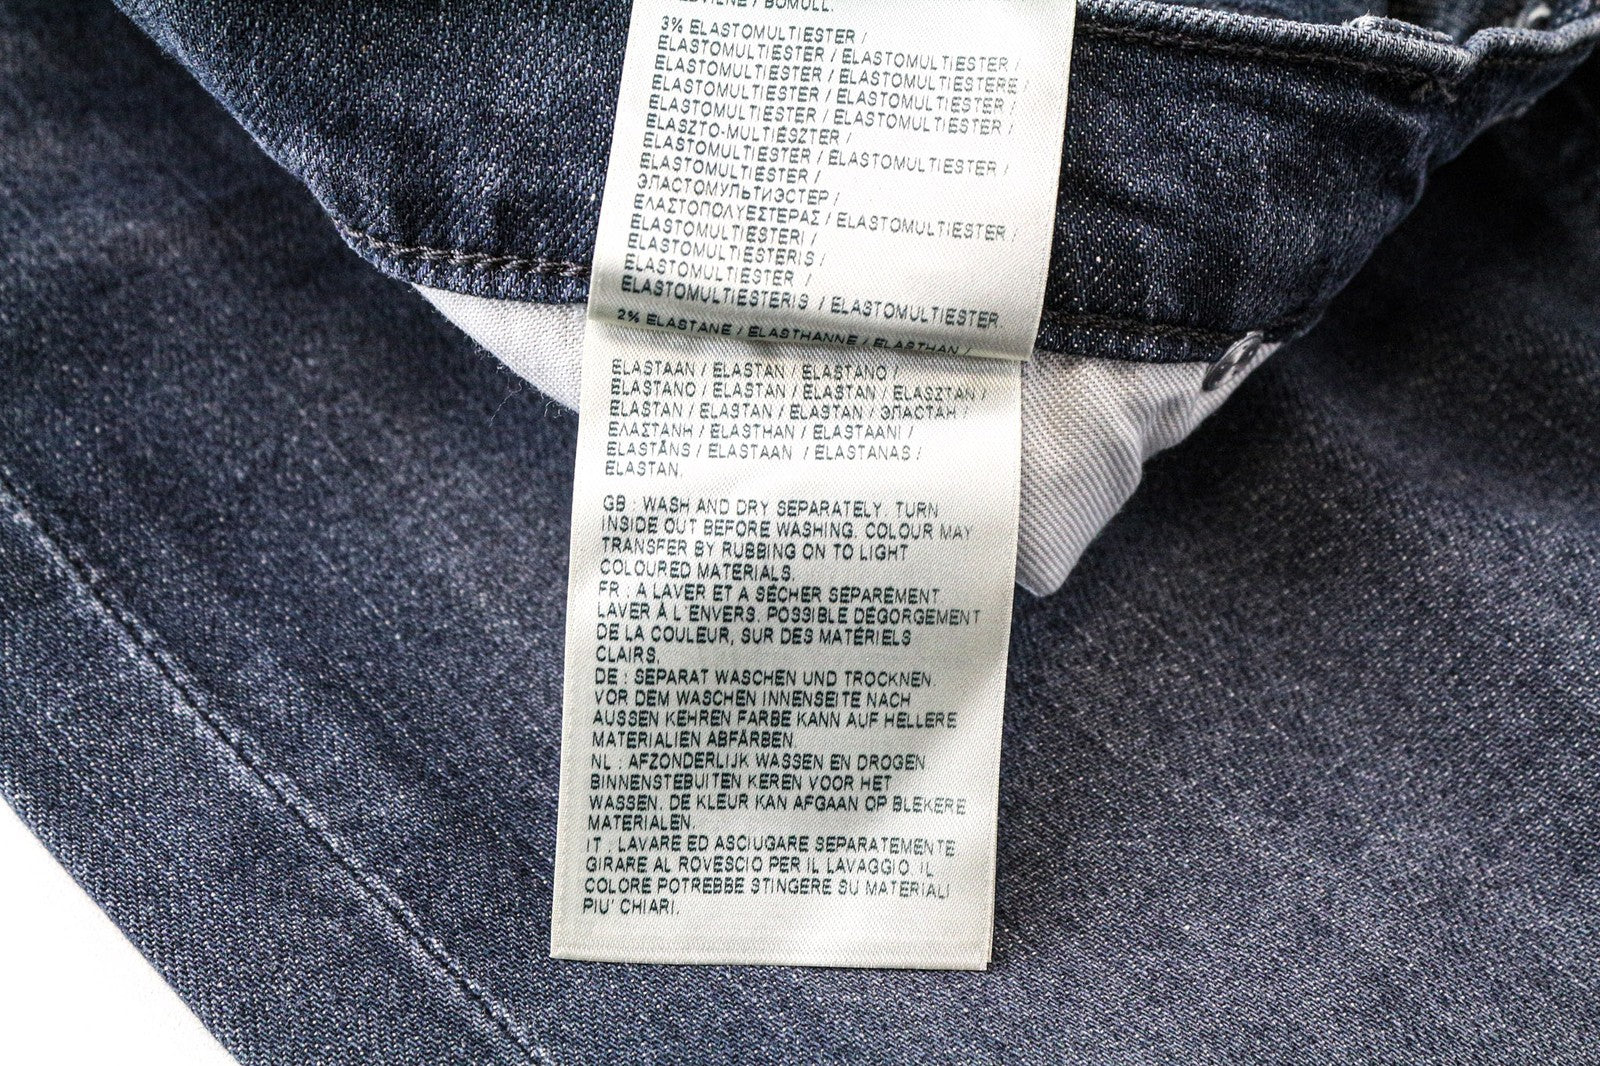 / BOMULL.
3% ELASTOMULTIESTER /
ELASTOMULTIESTER / ELASTOMULTIESTER /
ELASTOMULTIESTER / ELASTOMULTIESTERE /
ELASTOMULTIESTER / ELASTOMULTIESTER /
ELASTOMULTIESTER / ELASTOMULTIESTER /
ELASZTO-MULTIÉSZTER /
ELASTOMULTIESTER / ELASTOMULTIESTER /
ELASTOMULTIESTER /
ЭЛАСТОМУЛЬТИЭСТЕР /
ΕΛΑΣΤΟΠΟΛΥΕΣΤΕΡΑΣ / ELASTOMULTIESTER /
ELASTOMULTIESTERI /
ELASTOMULTIESTERIS /
ELASTOMULTIESTER /
ELASTOMULTIESTERIS / ELASTOMULTIESTER.
2% ELASTANE / ELASTHANNE / ELASTHAN /
ELASTAAN / ELASTAN / ELASTANO /
ELASTANO / ELASTAN / ELASTAN / ELASZTÁN /
ELASTAN / ELASTAN / ELASTAN / ЭЛАСТАН /
ΕΛΑΣΤΑΝΗ / ELASTHAN / ELASTAANI /
ELASTĀNS / ELASTAAN / ELASTANAS /
ELASTAN.
GB : WASH AND DRY SEPARATELY. TURN
INSIDE OUT BEFORE WASHING. COLOUR MAY
TRANSFER BY RUBBING ON TO LIGHT
COLOURED MATERIALS.
FR : A LAVER ET A SÉCHER SÉPARÉMENT
LAVER À L'ENVERS. POSSIBLE DÉGORGEMENT
DE LA COULEUR, SUR DES MATÉRIELS
CLAIRS.
DE : SEPARAT WASCHEN UND TROCKNEN.
VOR DEM WASCHEN INNENSEITE NACH
AUSSEN KEHREN FARBE KANN AUF HELLERE
MATERIALIEN ABFÄRBEN.
NL : AFZONDERLIJK WASSEN EN DROGEN
BINNENSTEBUITEN KEREN VOOR HET
WASSEN. DE KLEUR KAN AFGAAN OP BLEKERE
MATERIALEN.
IT : LAVARE ED ASCIUGARE SEPARATEMENTE
GIRARE AL ROVESCIO PER IL LAVAGGIO. IL
COLORE POTREBBE STINGERE SU MATERIALI
PIU' CHIARI.